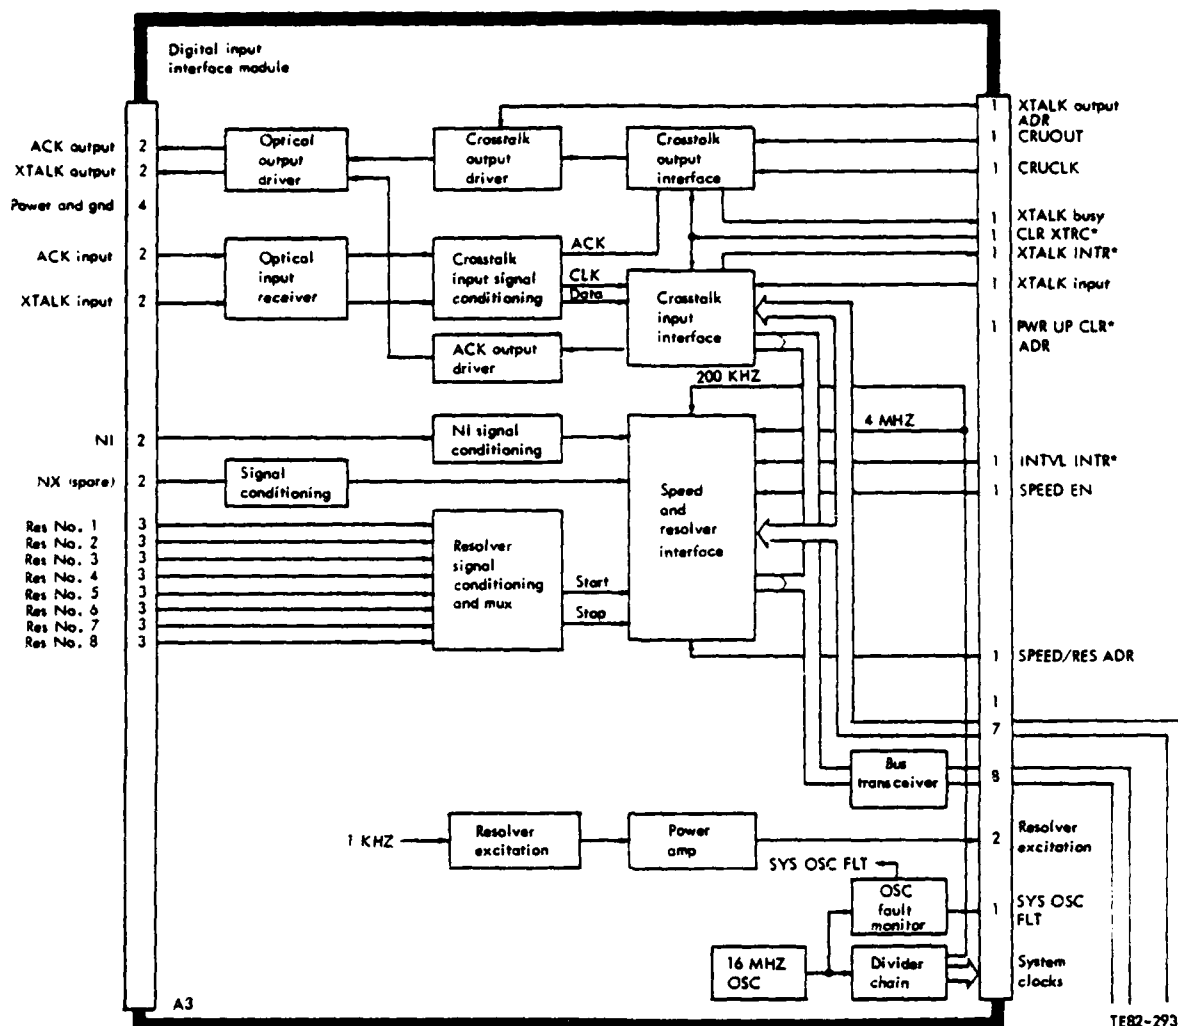 Digital input
interface module
XTALK output
ADR
CRUOUT
CRUCLK
XTALK busy
CLR XTRC*
XTALK INTR*
XTALK input
PWR UP CLR*
ADR
INTVL INTR*
SPEED EN
SPEED/RES ADR
Resolver
excitation
SYS OSC
FLT
System
clocks
1
1
1
1
1
1
1
1
1
1
1
1
7
8
2
1
ACK output 2
XTALK output 2
Power and gnd 4
ACK input 2
XTALK input 2
NI 2
NX (spare) 2
Res No. 1 3
Res No. 2 3
Res No. 3 3
Res No. 4 3
Res No. 5 3
Res No. 6 3
Res No. 7 3
Res No. 8 3
Optical
output
driver
Crosstalk
output
driver
Crosstalk
output
interface
Optical
input
receiver
Crosstalk
input signal
conditioning
ACK
CLK
Data
Crosstalk
input
interface
ACK output
driver
200 KHZ
4 MHZ
NI signal
conditioning
Signal
conditioning
Speed
and
resolver
interface
Resolver
signal
conditioning
and mux
Start
Stop
Bus
transceiver
1 KHZ
Resolver
excitation
Power
amp
SYS OSC FLT
OSC
fault
monitor
16 MHZ
OSC
Divider
chain
A3
TE82-293